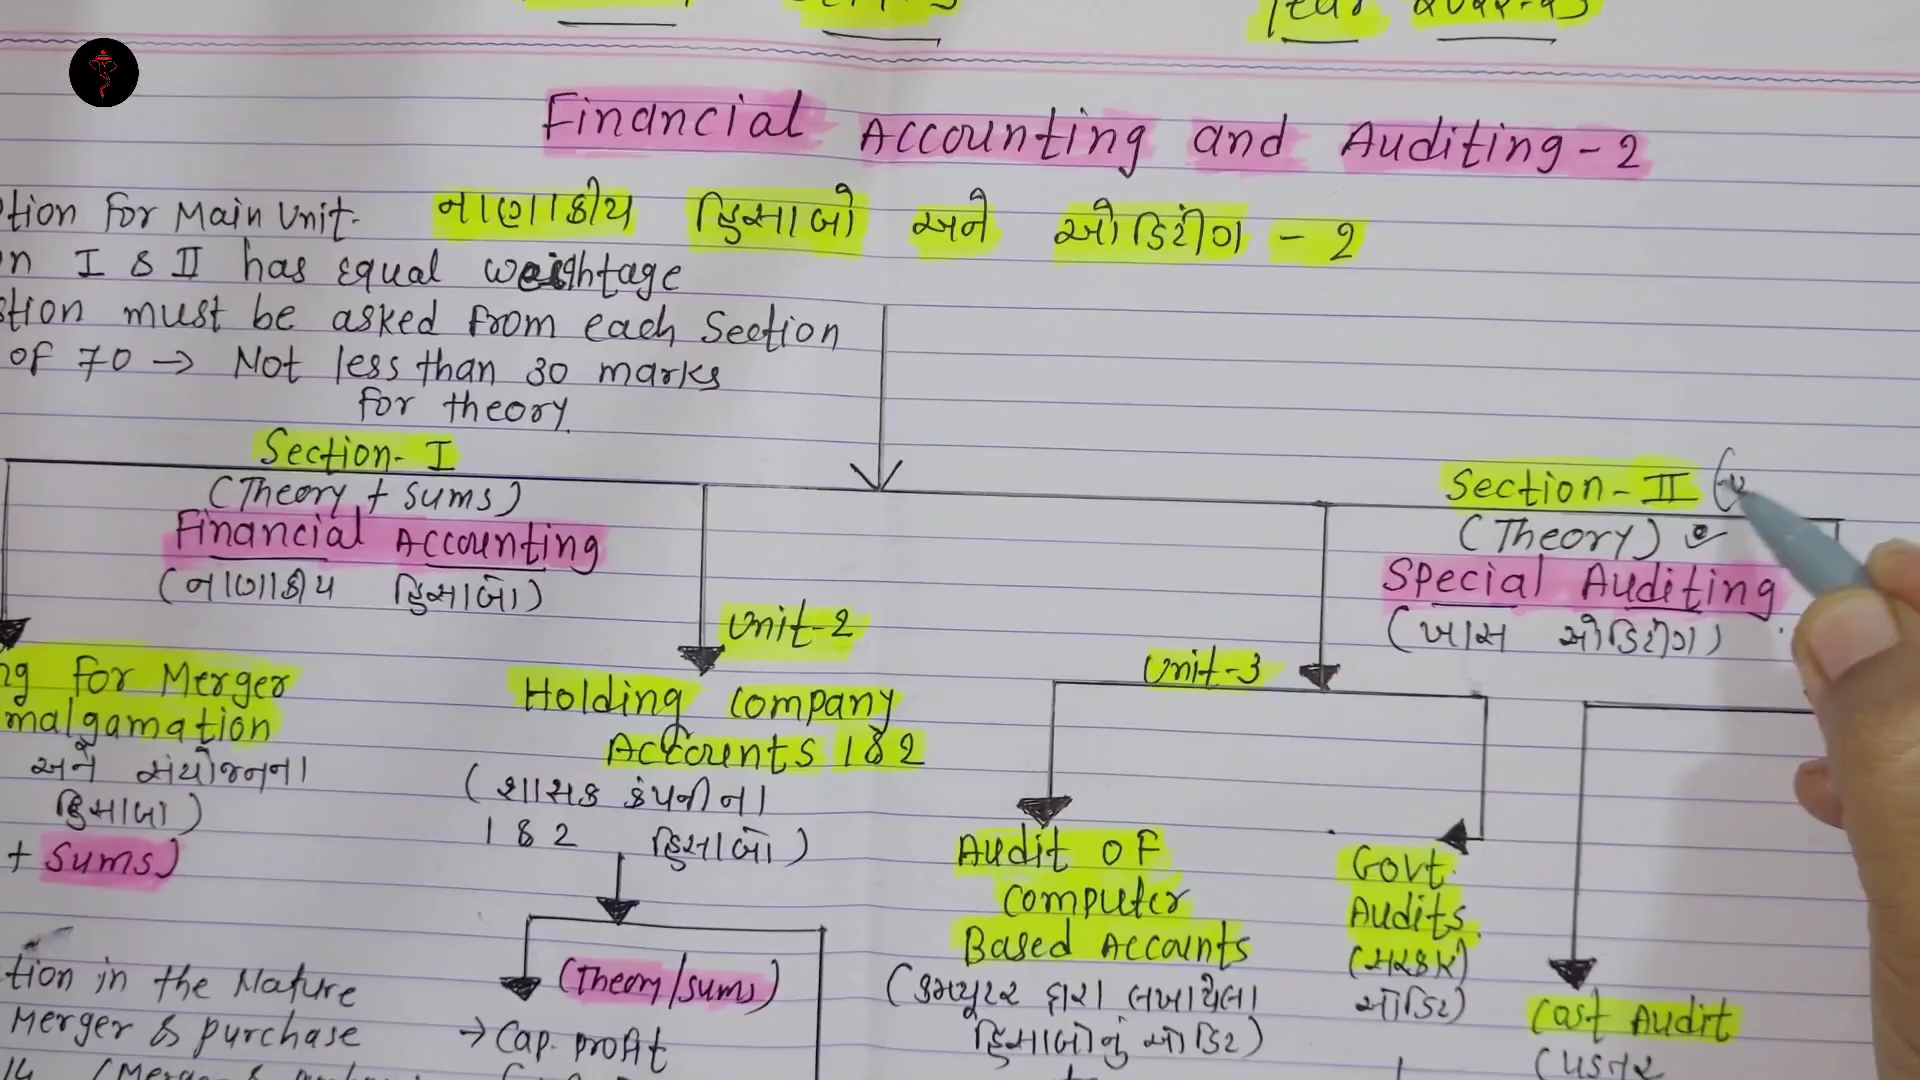 Financial Accounting and Auditing-2
tion for Main Unit.
નાણાકીય હિસાબો અને ઓડિટીંગ - 2
n I & II has equal weightage
stion must be asked from each Section
of 70 → Not less than 30 marks
for theory.
Section- I
(Theory + Sums)
Financial Accounting
(નાણાકીય હિસાબો)
Section- II
(Theory)
Special Auditing
(ખાસ ઓડિટીંગ)
Unit-2
Unit-3
ng for Merger
malgamation
અને સંયોજનના
હિસાબો)
+ Sums)
Holding Company
Accounts 1&2
(શાસક કંપનીના
1 & 2 હિસાબો)
(Theory/sums)
→ Cap. profit
Audit of
Computer
Based Accounts
(કમ્પ્યુટર દ્વારા લખાયેલા
હિસાબોનું ઓડિટ)
Govt.
Audits
(સરકારી
ઓડિટ)
Cost Audit
(પડતર
tion in the Nature
Merger & purchase